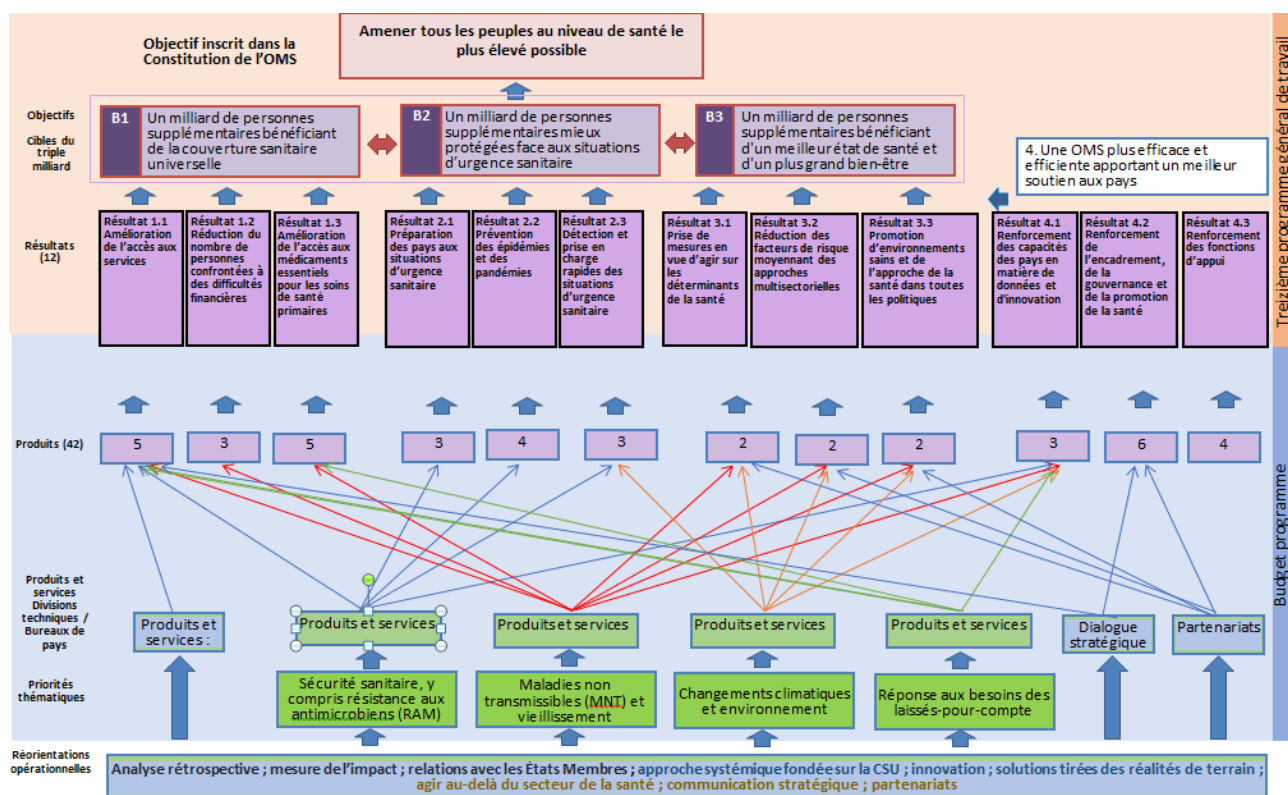 Objectif inscrit dans la
Constitution de l'OMS
Amener tous les peuples au niveau de santé le
plus élevé possible
Treizième programme général de travail
Objectifs
Cibles du
triple
milliard
B1
Un milliard de personnes
supplémentaires bénéficiant
de la couverture sanitaire
universelle
B2
Un milliard de personnes
supplémentaires mieux
protégées face aux situations
d'urgence sanitaire
B3
Un milliard de personnes
supplémentaires bénéficiant
d'un meilleur état de santé et
d'un plus grand bien-être
4. Une OMS plus efficace et
efficiente apportant un meilleur
soutien aux pays
Résultats
(12)
Résultat 1.1
Amélioration
de l'accès aux
services
Résultat 1.2
Réduction du
nombre de
personnes
confrontées à
des difficultés
financières
Résultat 1.3
Amélioration
de l'accès aux
médicaments
essentiels
pour les soins
de santé
primaires
Résultat 2.1
Préparation
des pays aux
situations
d'urgence
sanitaire
Résultat 2.2
Prévention
des épidémies
et des
pandémies
Résultat 2.3
Détection et
prise en
charge
rapides des
situations
d'urgence
sanitaire
Résultat 3.1
Prise de
mesures en
vue d'agir sur
les
déterminants
de la santé
Résultat 3.2
Réduction des
facteurs de risque
moyennant des
approches
multisectorielles
Résultat 3.3
Promotion
d'environnements
sains et de
l'approche de la
santé dans toutes
les politiques
Résultat 4.1
Renforcement
des capacités
des pays en
matière de
données et
d'innovation
Résultat 4.2
Renforcement
de
l'encadrement,
de la
gouvernance
et de la
promotion
de la santé
Résultat 4.3
Renforcement
des fonctions
d'appui
Budget programme
Produits (42)
5
3
5
3
4
3
2
2
2
3
6
4
Produits et
services
Divisions
techniques /
Bureaux de
pays
Produits et
services :
Produits et services
Produits et services
Produits et services
Produits et services
Dialogue
stratégique
Partenariats
Priorités
thématiques
Sécurité sanitaire, y
compris résistance aux
antimicrobiens (RAM)
Maladies non
transmissibles (MNT) et
vieillissement
Changements climatiques
et environnement
Réponse aux besoins des
laissés-pour-compte
Réorientations
opérationnelles
Analyse rétrospective ; mesure de l'impact ; relations avec les États Membres ; approche systémique fondée sur la CSU ; innovation ; solutions tirées des réalités de terrain ;
agir au-delà du secteur de la santé ; communication stratégique ; partenariats